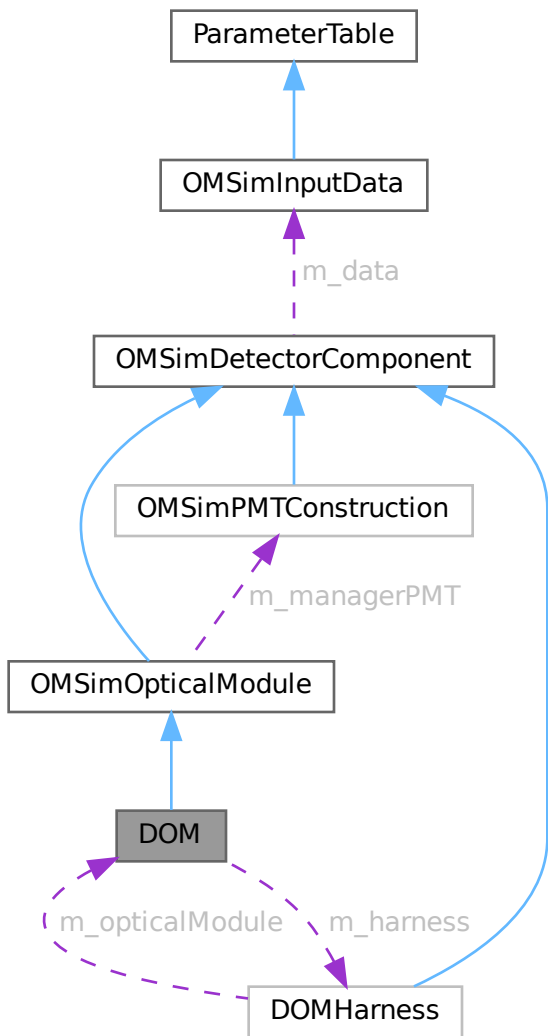 ParameterTable
OMSimInputData
m_data
OMSimDetectorComponent
OMSimPMTConstruction
m_managerPMT
OMSimOpticalModule
DOM
m_opticalModule
m_harness
DOMHarness